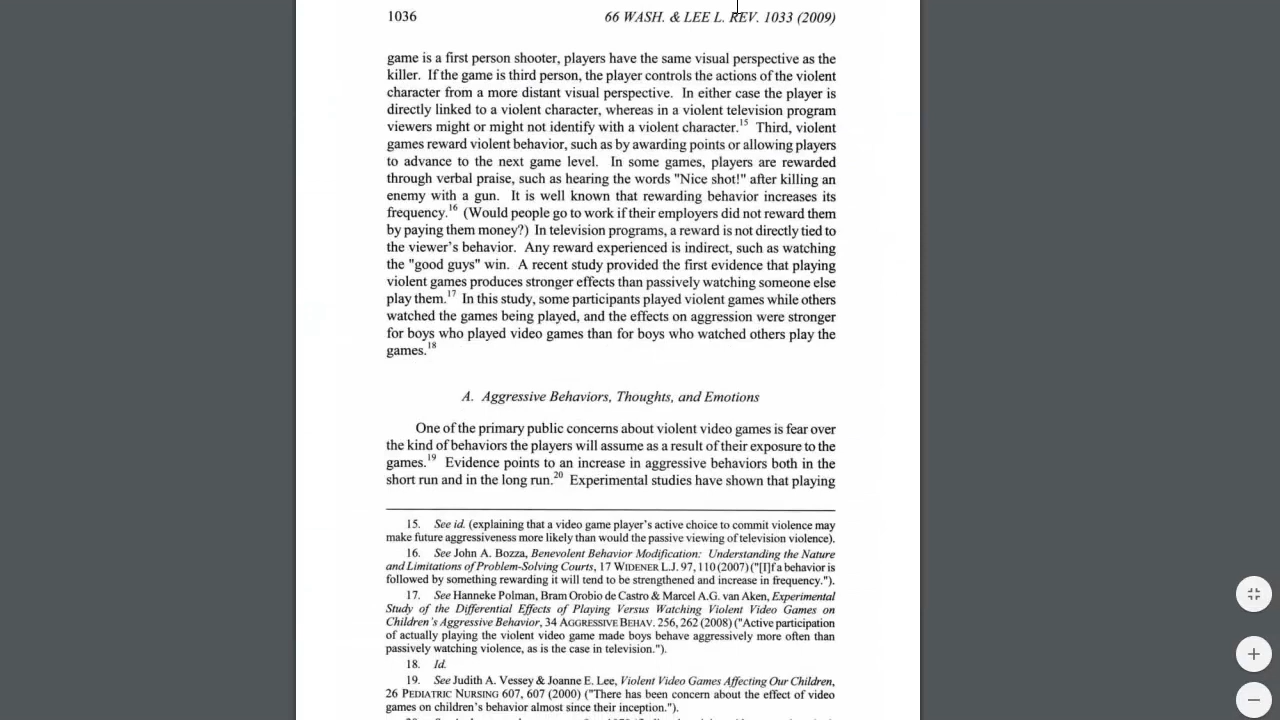 1036 66 WASH. & LEE L. REV. 1033 (2009)
game is a first person shooter, players have the same visual perspective as the
killer. If the game is third person, the player controls the actions of the violent
character from a more distant visual perspective. In either case the player is
directly linked to a violent character, whereas in a violent television program
viewers might or might not identify with a violent character.15 Third, violent
games reward violent behavior, such as by awarding points or allowing players
to advance to the next game level. In some games, players are rewarded
through verbal praise, such as hearing the words "Nice shot!" after killing an
enemy with a gun. It is well known that rewarding behavior increases its
frequency.16 (Would people go to work if their employers did not reward them
by paying them money?) In television programs, a reward is not directly tied to
the viewer's behavior. Any reward experienced is indirect, such as watching
the "good guys" win. A recent study provided the first evidence that playing
violent games produces stronger effects than passively watching someone else
play them.17 In this study, some participants played violent games while others
watched the games being played, and the effects on aggression were stronger
for boys who played video games than for boys who watched others play the
games.18
A. Aggressive Behaviors, Thoughts, and Emotions
One of the primary public concerns about violent video games is fear over
the kind of behaviors the players will assume as a result of their exposure to the
games.19 Evidence points to an increase in aggressive behaviors both in the
short run and in the long run.20 Experimental studies have shown that playing
15. See id. (explaining that a video game player's active choice to commit violence may
make future aggressiveness more likely than would the passive viewing of television violence).
16. See John A. Bozza, Benevolent Behavior Modification: Understanding the Nature
and Limitations of Problem-Solving Courts, 17 WIDENER L.J. 97, 110 (2007) ("[I]f a behavior is
followed by something rewarding it will tend to be strengthened and increase in frequency.").
17. See Hanneke Polman, Bram Orobio de Castro & Marcel A.G. van Aken, Experimental
Study of the Differential Effects of Playing Versus Watching Violent Video Games on
Children's Aggressive Behavior, 34 AGGRESSIVE BEHAV. 256, 262 (2008) ("Active participation
of actually playing the violent video game made boys behave aggressively more often than
passively watching violence, as is the case in television.").
18. Id.
19. See Judith A. Vessey & Joanne E. Lee, Violent Video Games Affecting Our Children,
26 PEDIATRIC NURSING 607, 607 (2000) ("There has been concern about the effect of video
games on children's behavior almost since their inception.").